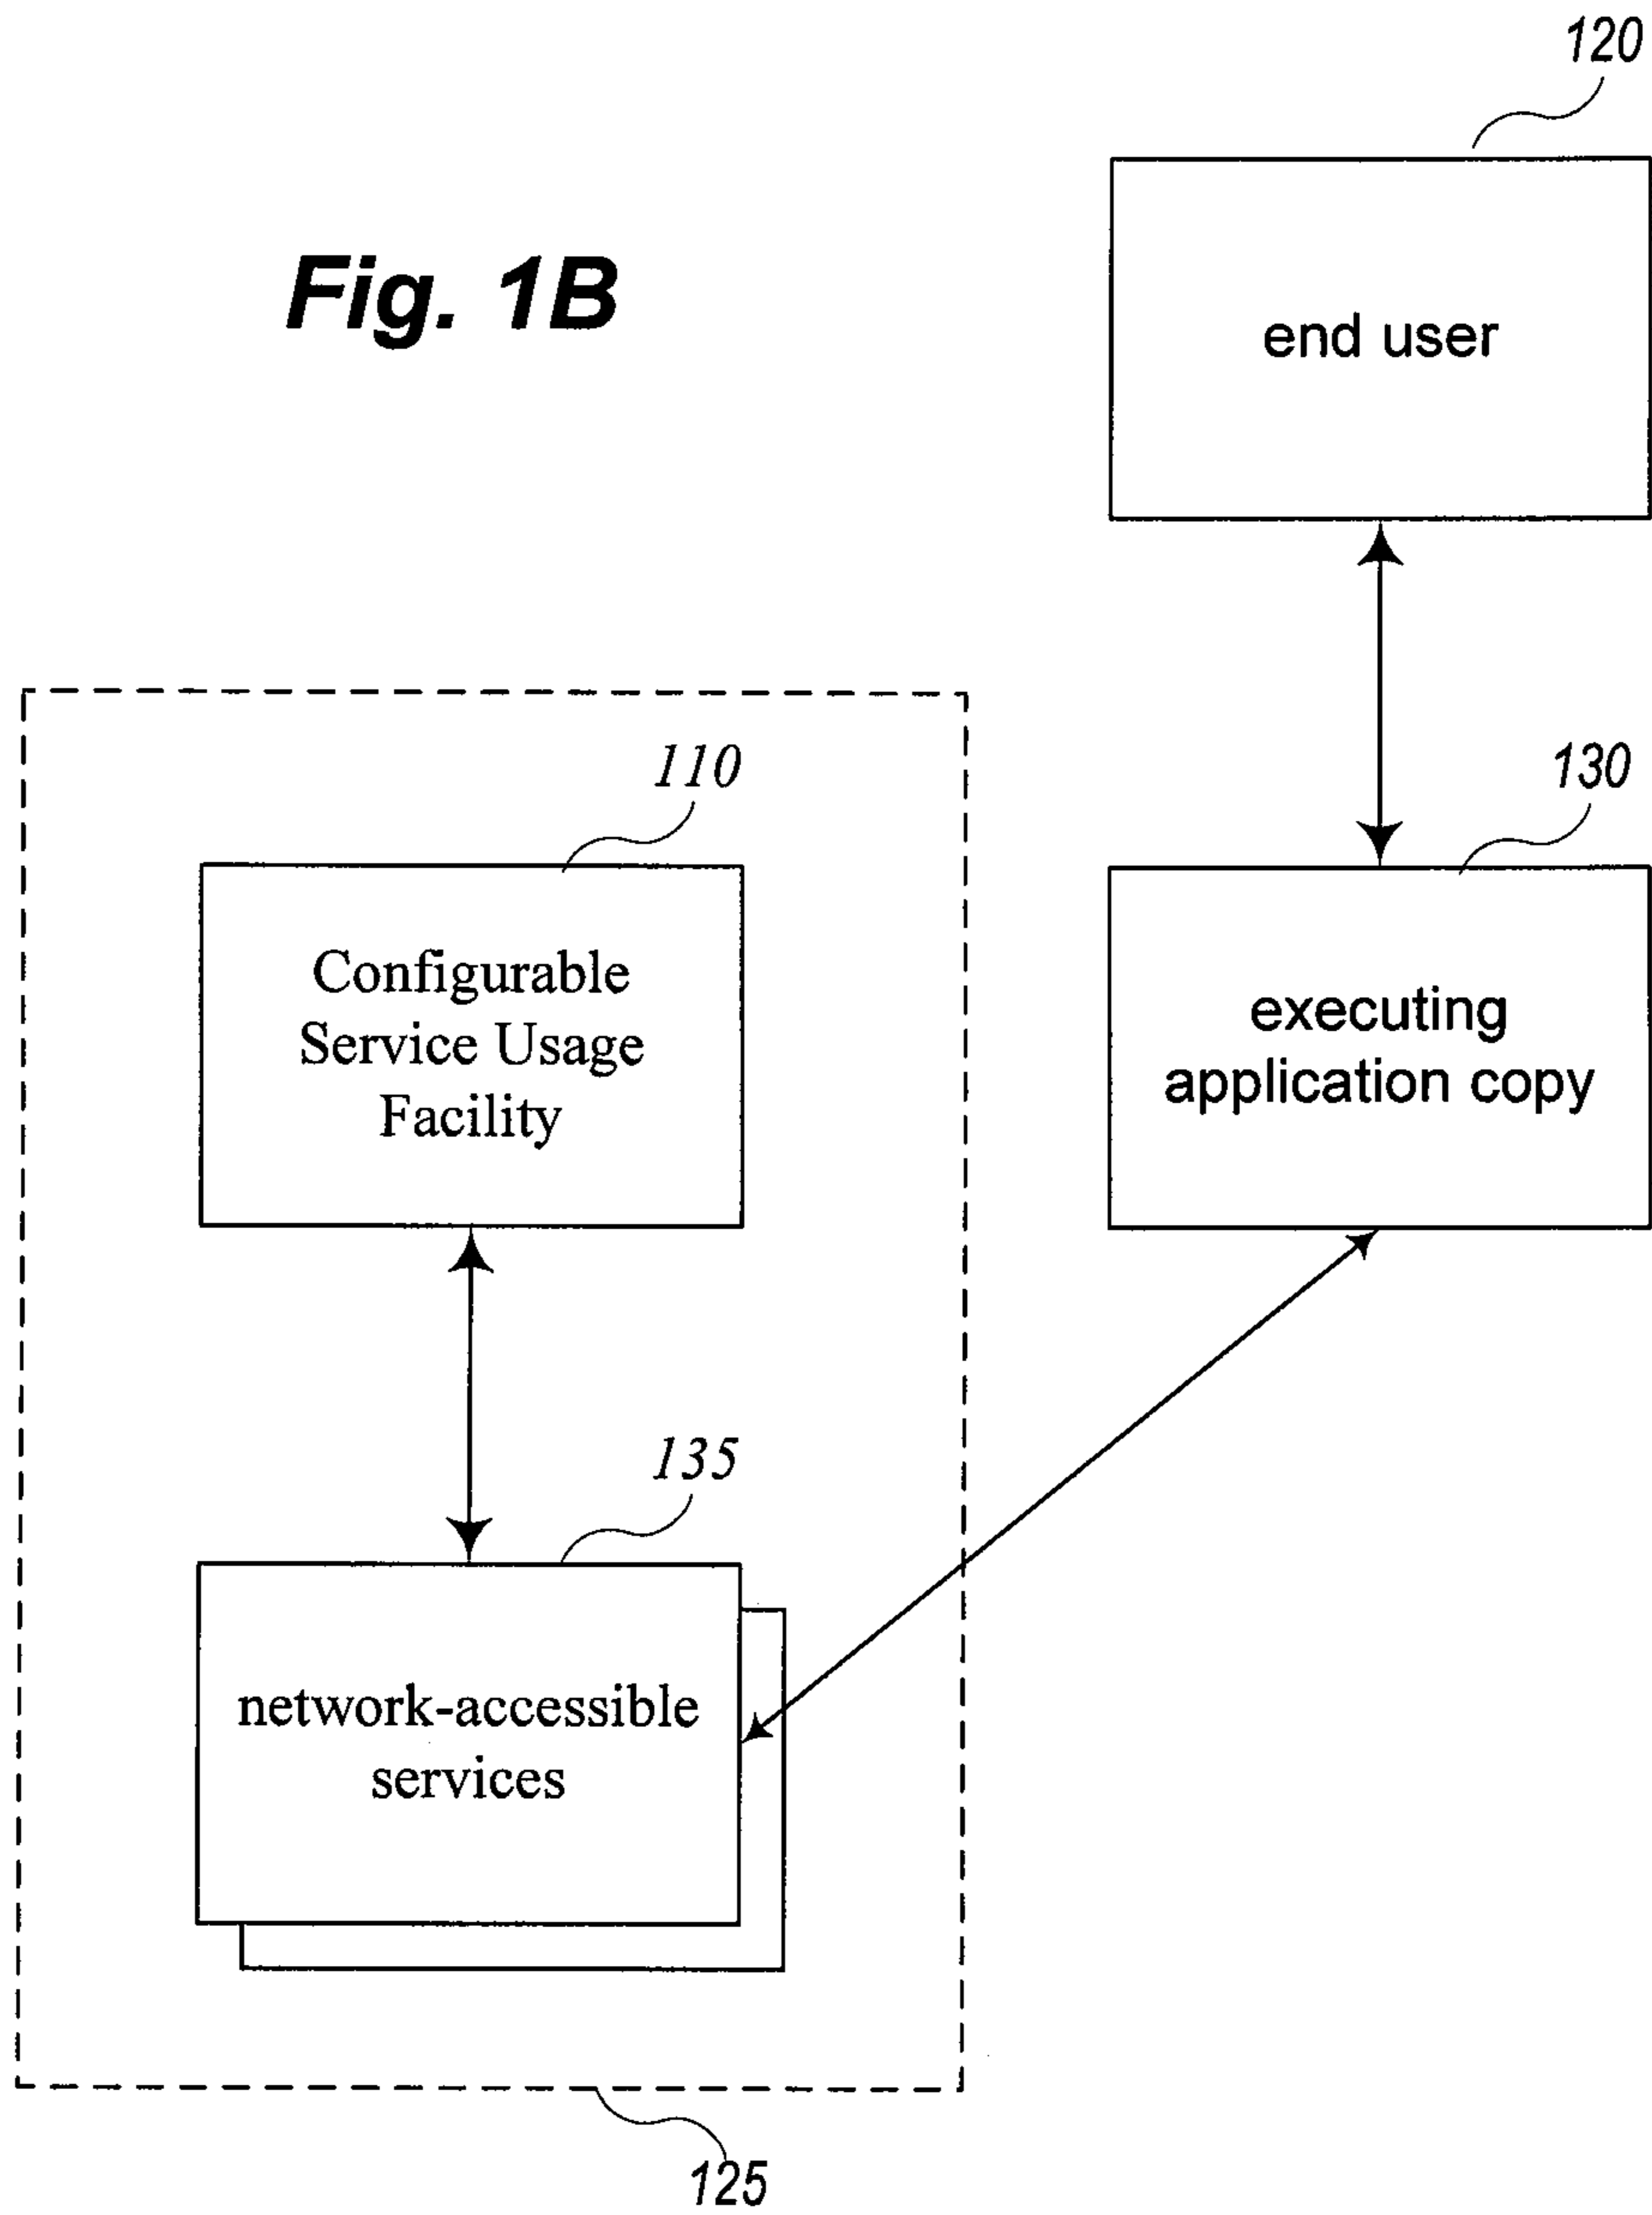 120
Fig. 1B
end user
110
130
Configurable
Service Usage
Facility
executing
application copy
135
network-accessible
services
125